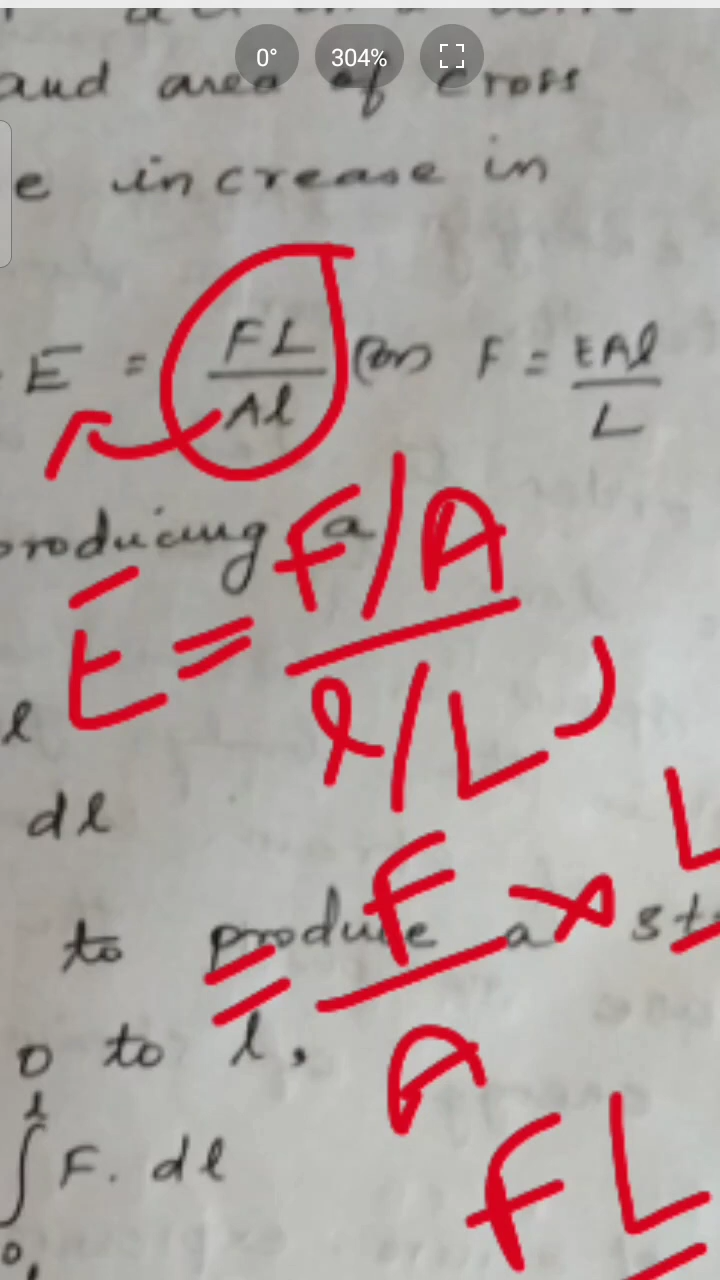 0° 304%
and area of cross
e increase in
E = FL/Al (or) F = EAl/L
producing a
E = F/A / l/L )
l
dl
L
= F/A ×
to produce a st
0 to l,
∫₀ˡ F. dl
FL